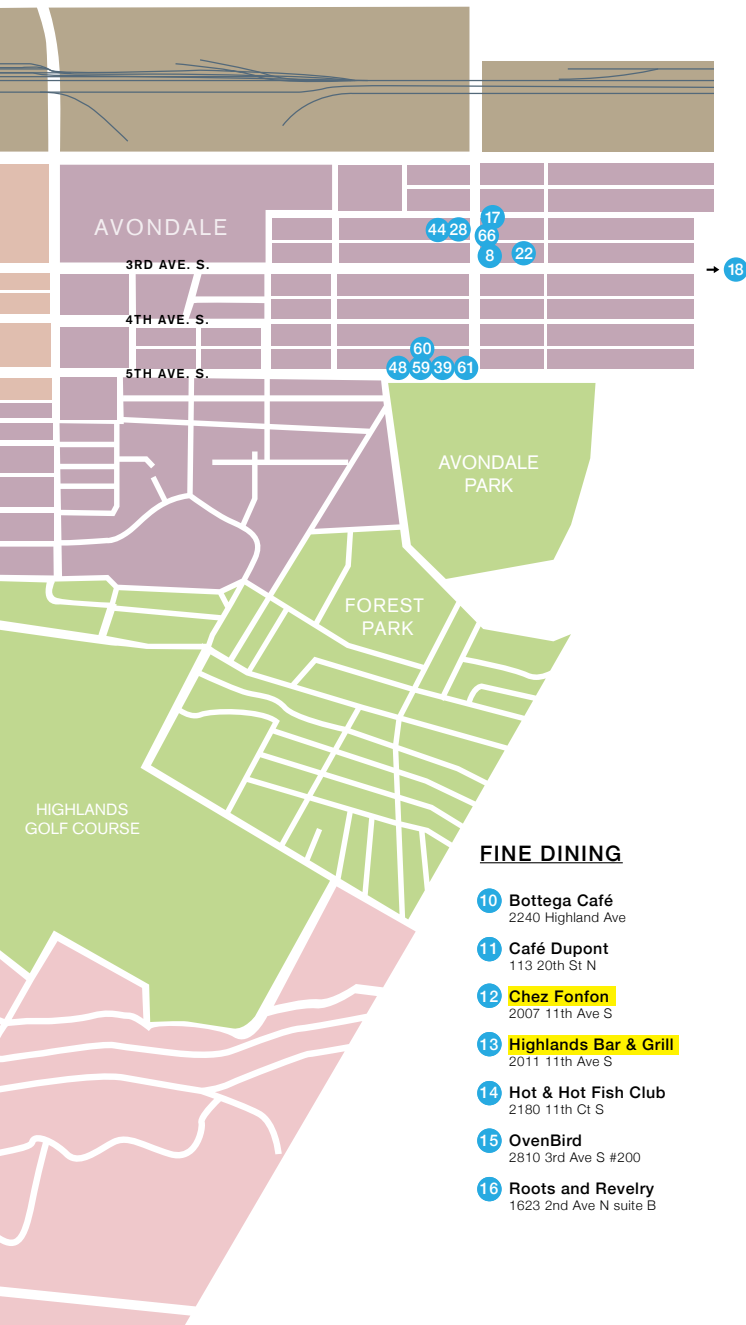 17
AVONDALE
44
28
66
8
22
3RD AVE. S.
18
4TH AVE. S.
60
5TH AVE. S.
48
59
39
61
AVONDALE
PARK
FOREST
PARK
HIGHLANDS
GOLF COURSE
FINE DINING
10 Bottega Café
2240 Highland Ave
11 Café Dupont
113 20th St N
12 Chez Fonfon
2007 11th Ave S
13 Highlands Bar & Grill
2011 11th Ave S
14 Hot & Hot Fish Club
2180 11th Ct S
15 OvenBird
2810 3rd Ave S #200
16 Roots and Revelry
1623 2nd Ave N suite B